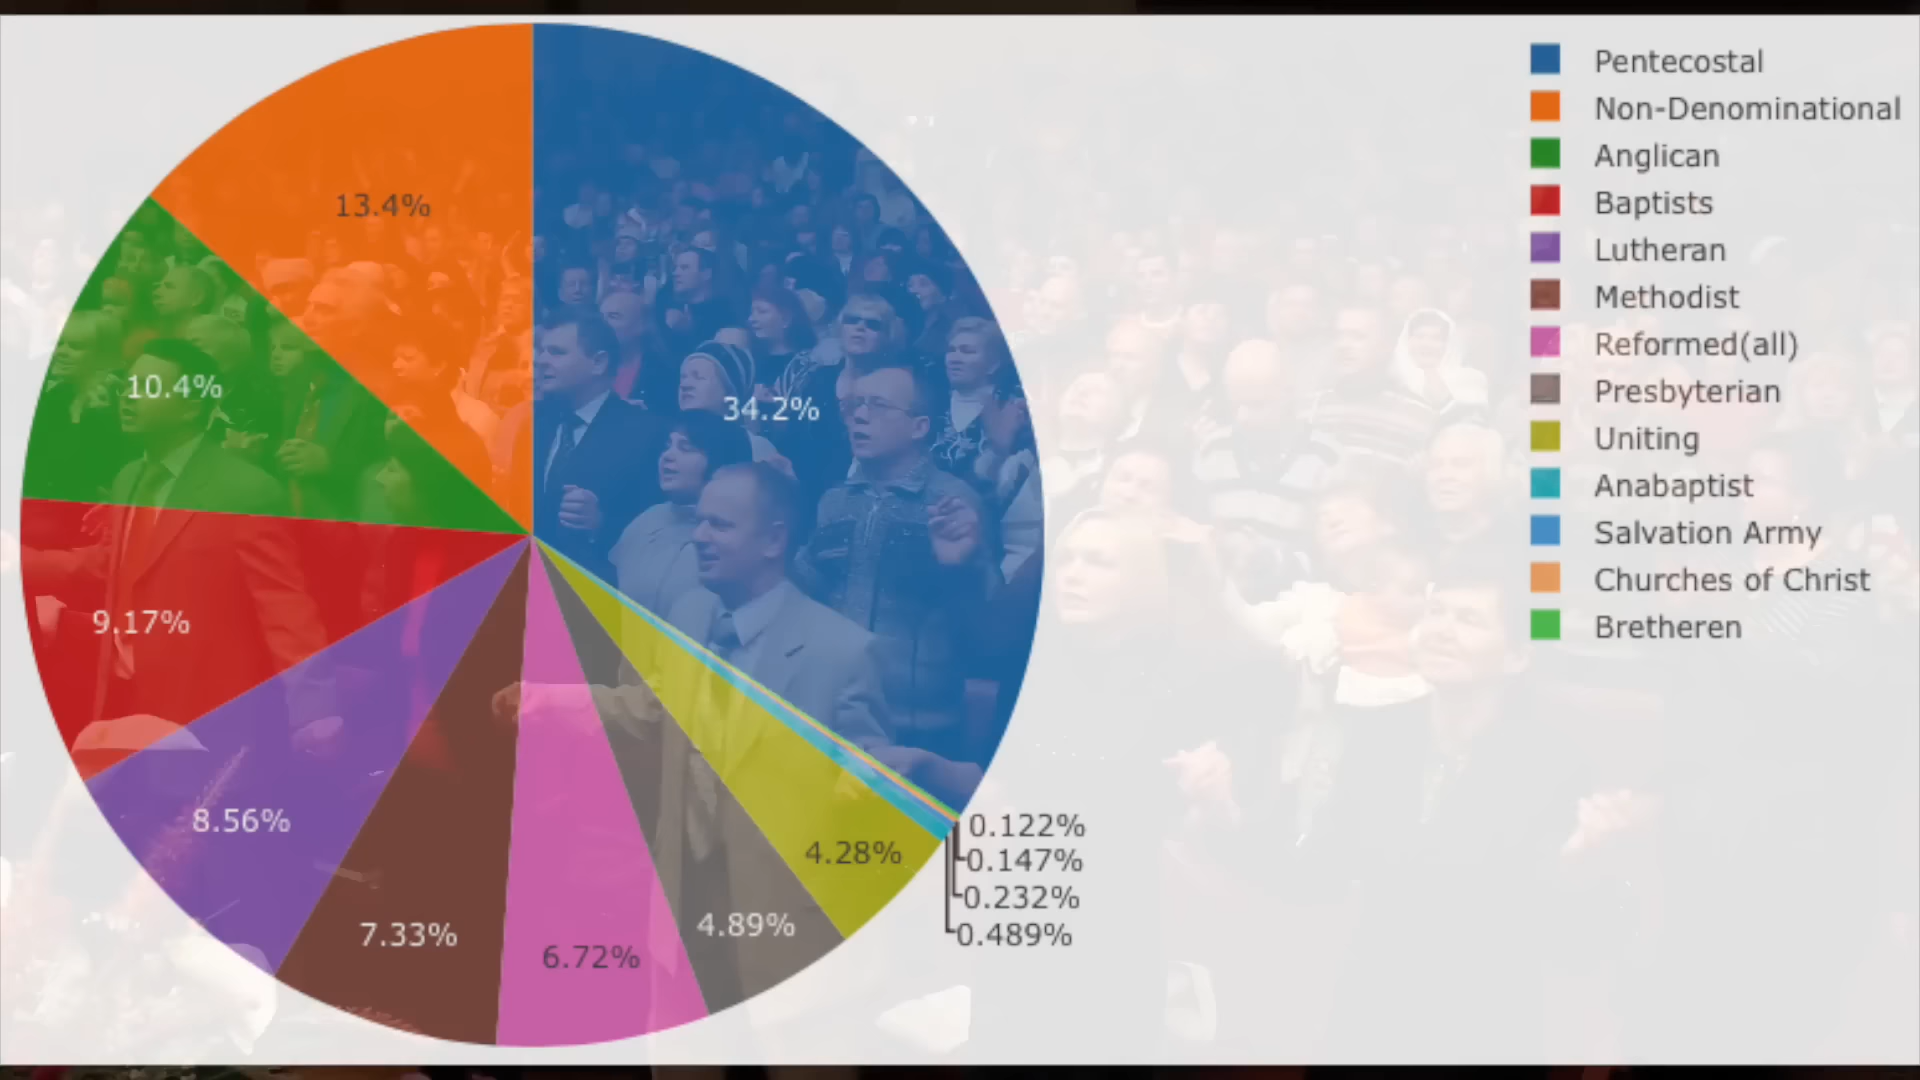 Pentecostal
Non-Denominational
Anglican
Baptists
Lutheran
Methodist
Reformed(all)
Presbyterian
Uniting
Anabaptist
Salvation Army
Churches of Christ
Bretheren
13.4%
10.4%
34.2%
9.17%
8.56%
7.33%
6.72%
4.89%
4.28%
0.122%
0.147%
0.232%
0.489%